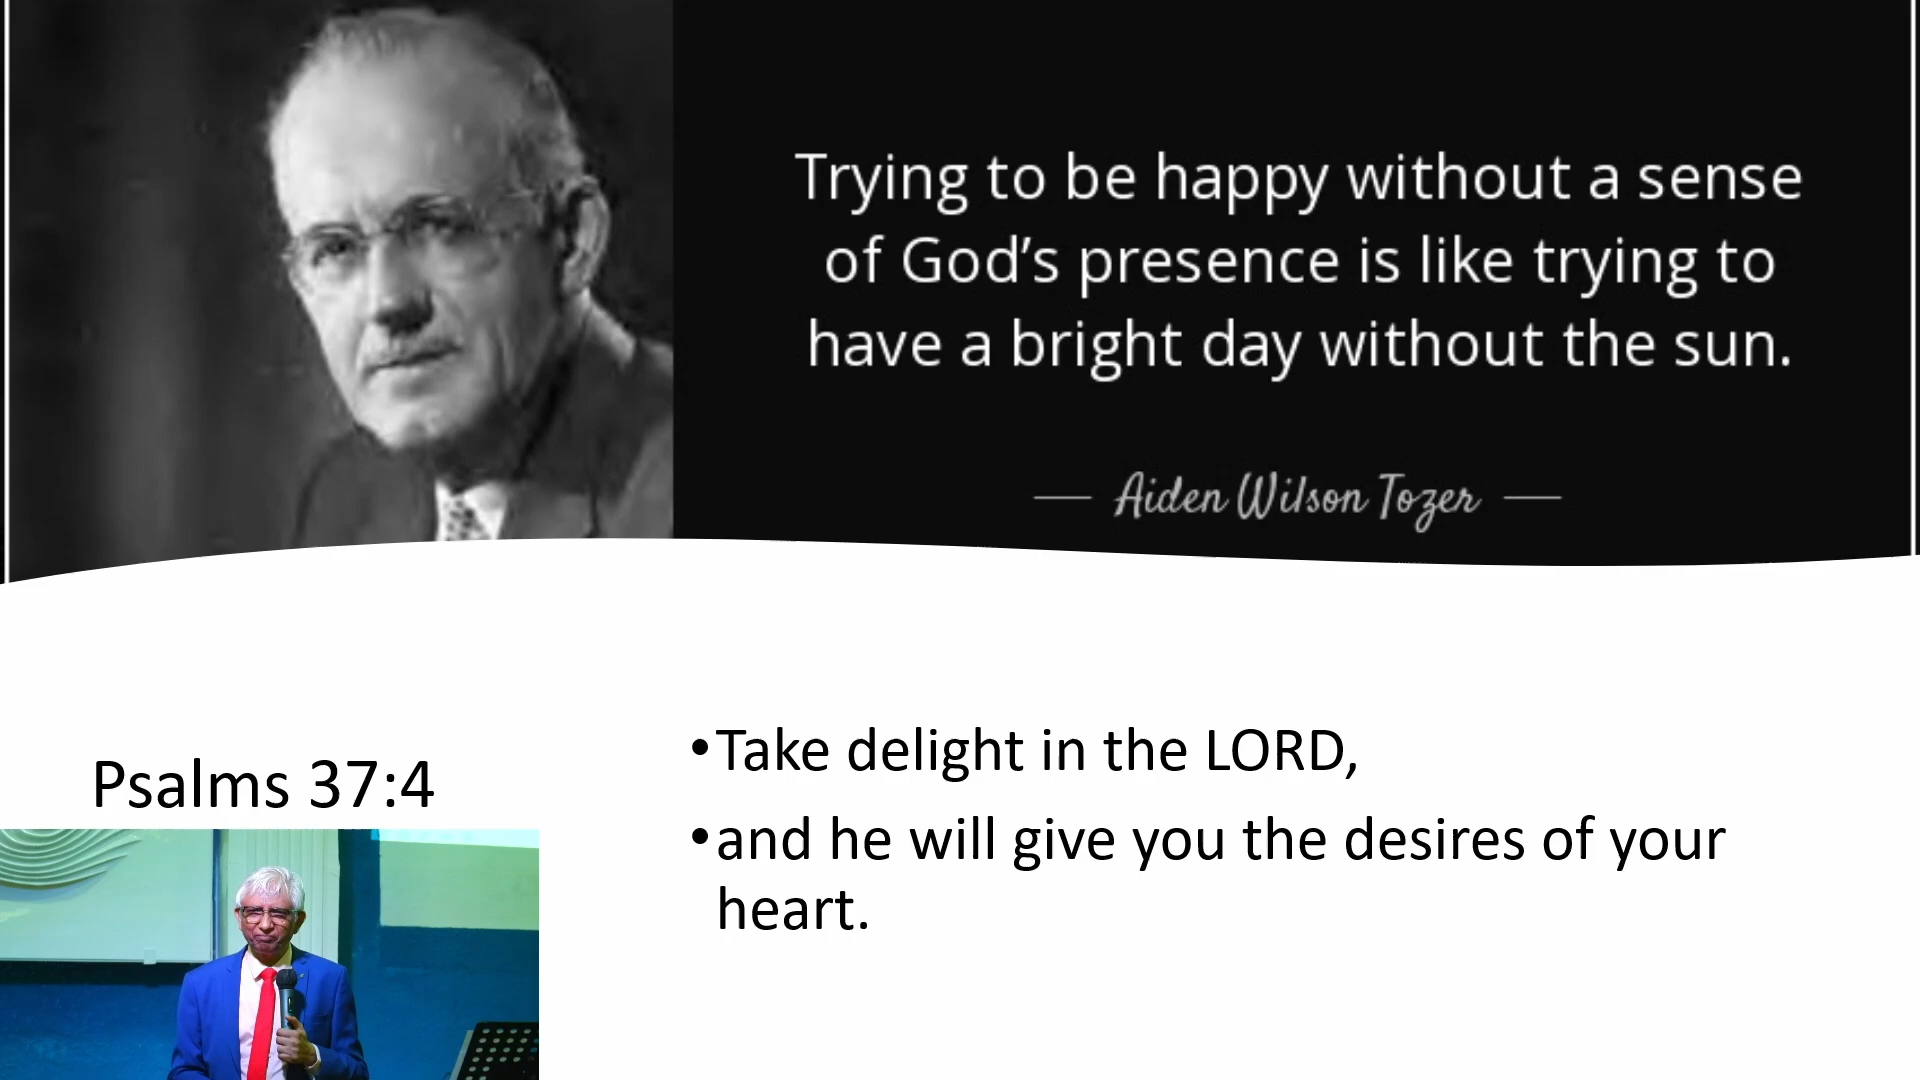 Trying to be happy without a sense
of God’s presence is like trying to
have a bright day without the sun.
Aiden Wilson Tozer
Psalms 37:4
•Take delight in the LORD,
•and he will give you the desires of your
heart.